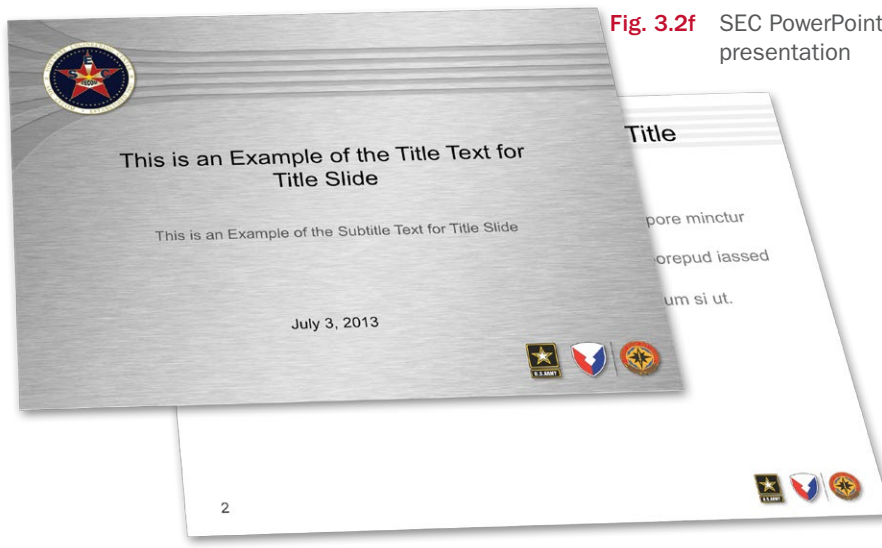 Fig. 3.2f SEC PowerPoint
presentation
S E C
CECOM
This is an Example of the Title Text for
Title Slide
This is an Example of the Subtitle Text for Title Slide
July 3, 2013
U.S.ARMY
Title
pore minctur
orepud iassed
um si ut.
2